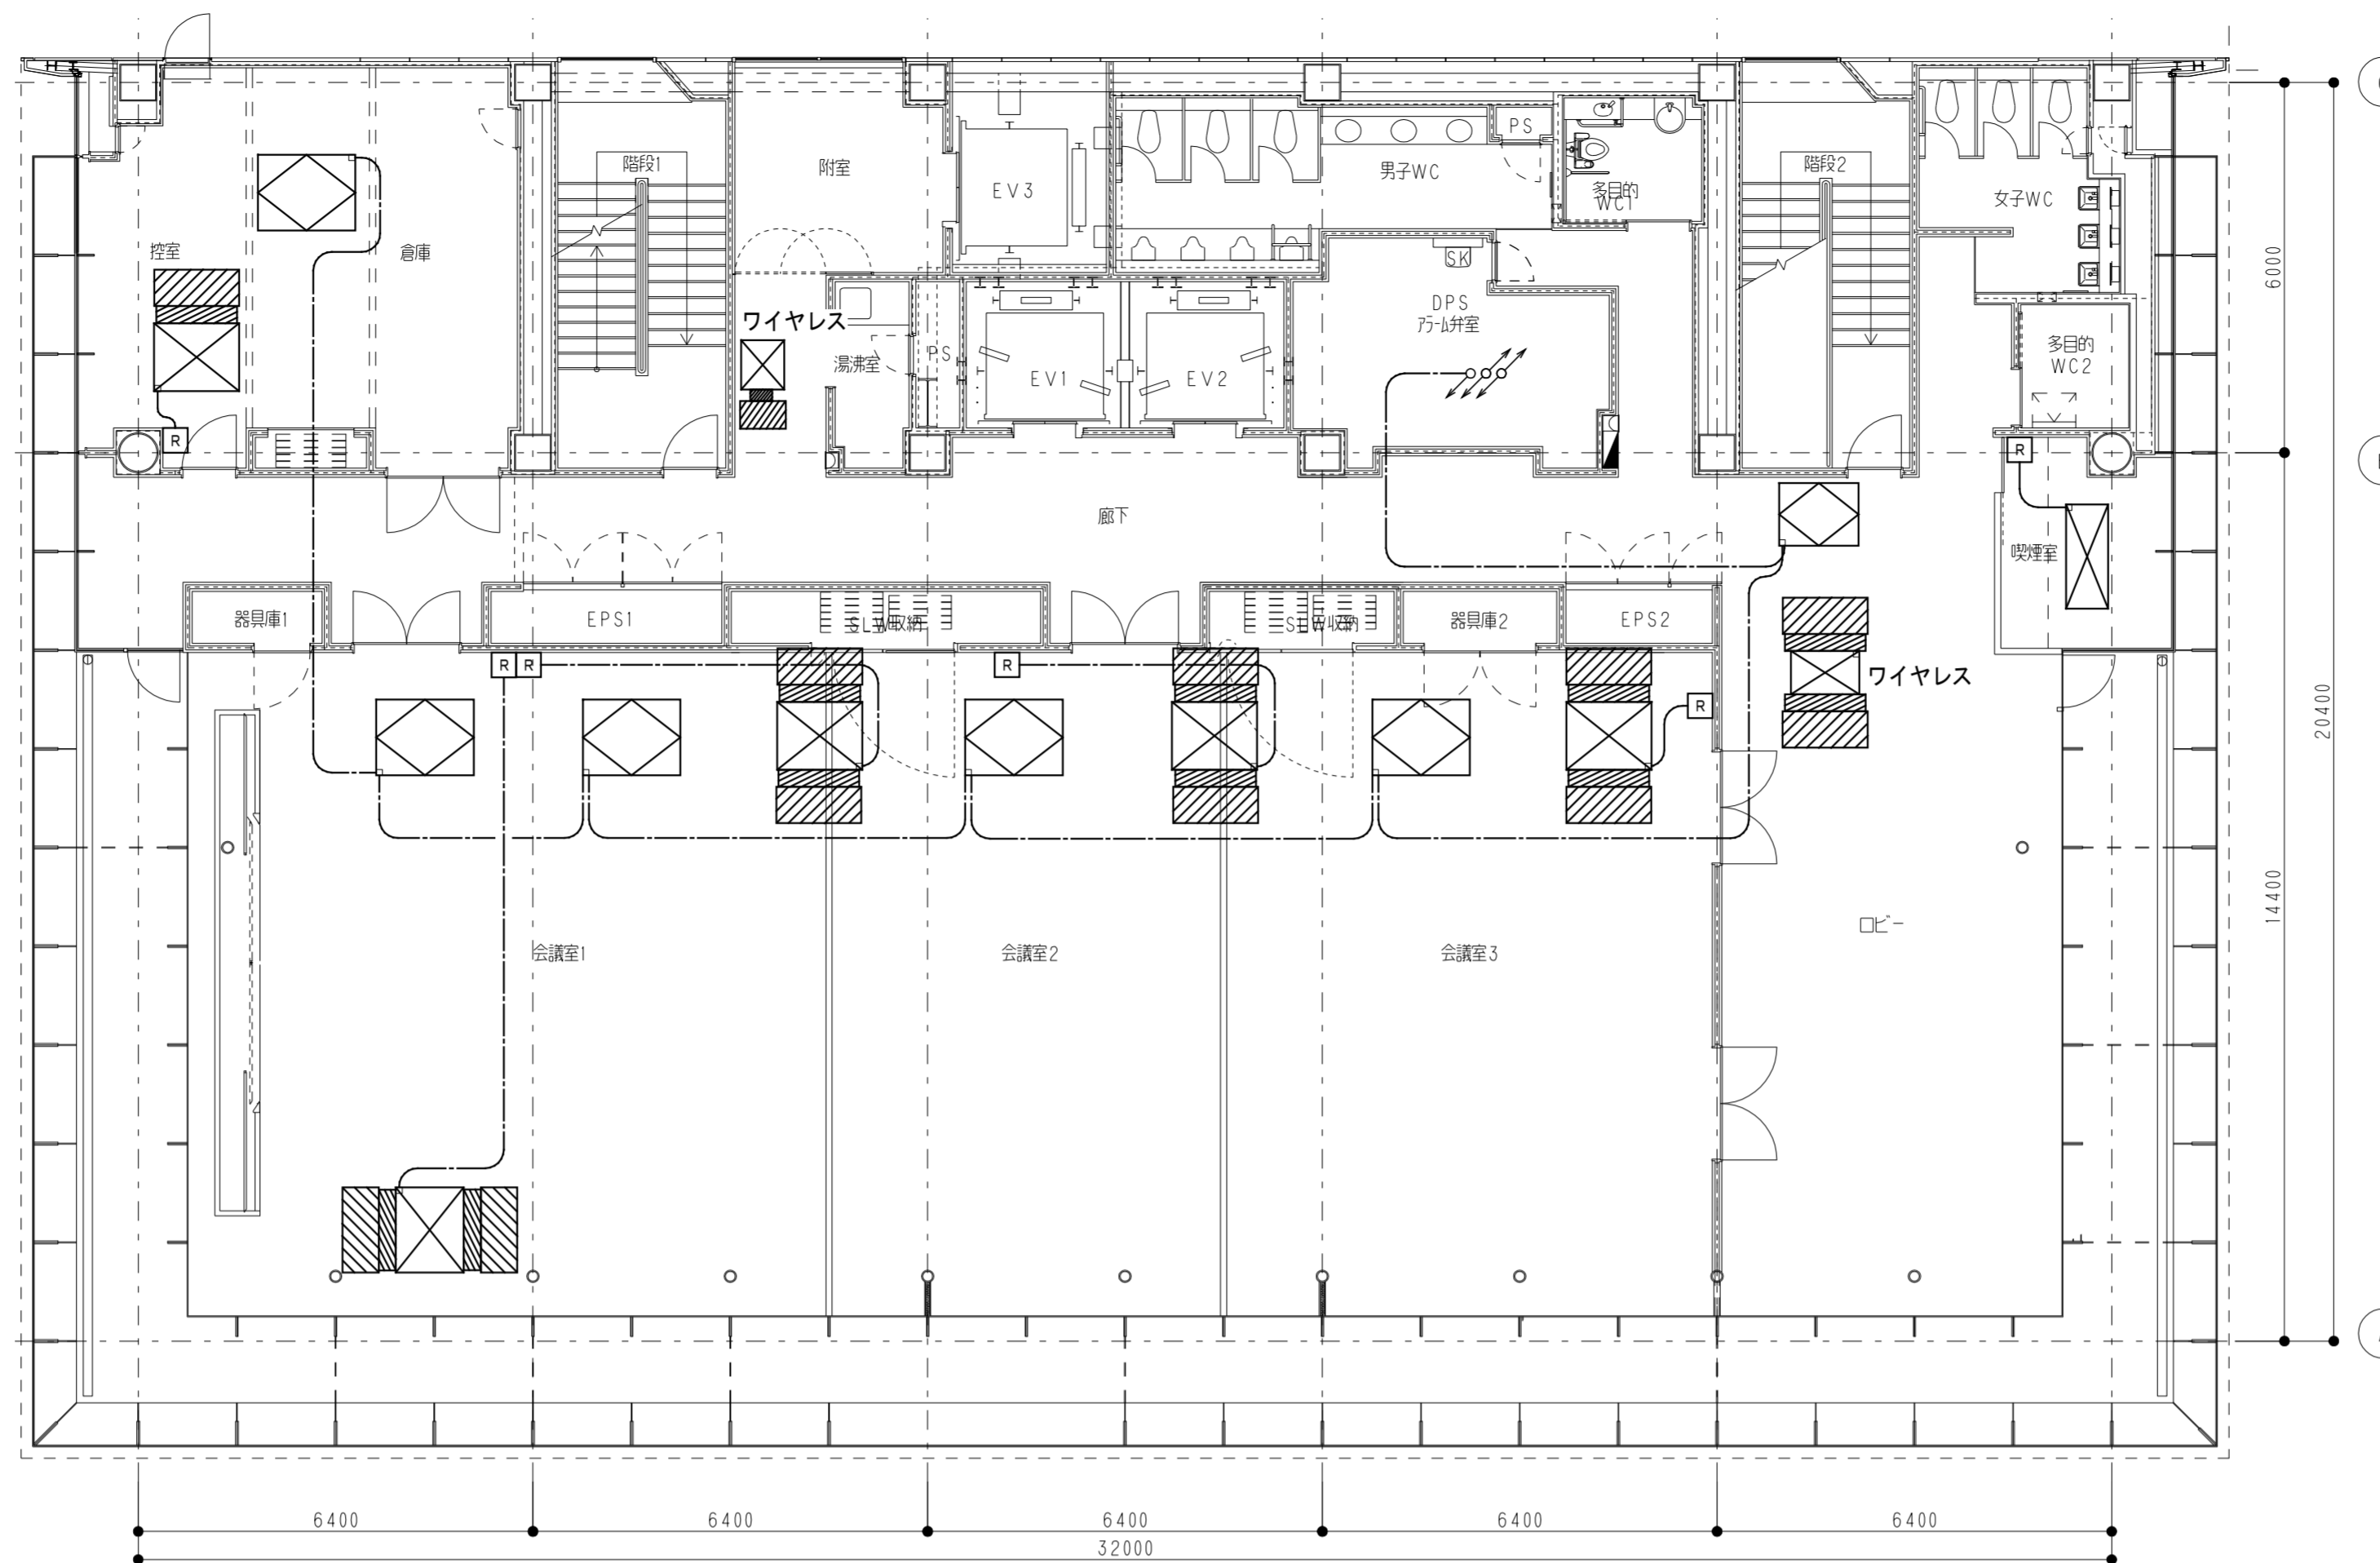 階段1
附室
EV3
男子WC
PS
多目的
WC1
階段2
女子WC
控室
倉庫
SK
DPS
ｱﾗｰﾑ弁室
ワイヤレス
湯沸室
PS
EV1
EV2
多目的
WC2
R
R
廊下
喫煙室
器具庫1
EPS1
SLW収納
SLW収納
器具庫2
EPS2
R
R
R
R
ワイヤレス
会議室1
会議室2
会議室3
ロビー
6000
14400
20400
6400
6400
6400
6400
6400
32000